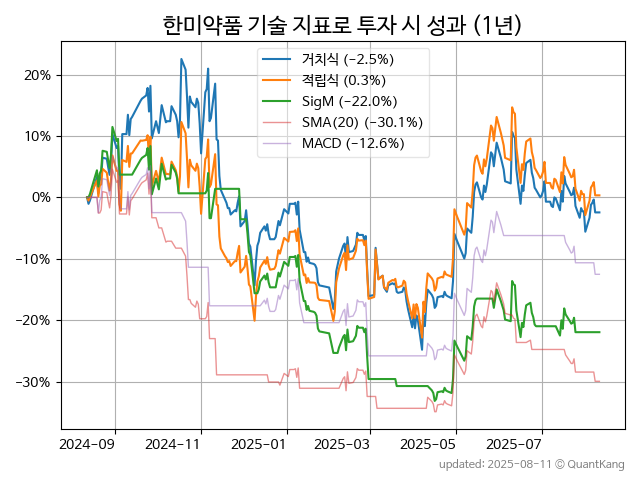 한미약품 기술 지표로 투자 시 성과 (1년)
거치식 (-2.5%)
적립식 (0.3%)
SigM (-22.0%)
SMA(20) (-30.1%)
MACD (-12.6%)
20%
10%
0%
-10%
-20%
-30%
2024-09 2024-11 2025-01 2025-03 2025-05 2025-07
updated: 2025-08-11 © QuantKang